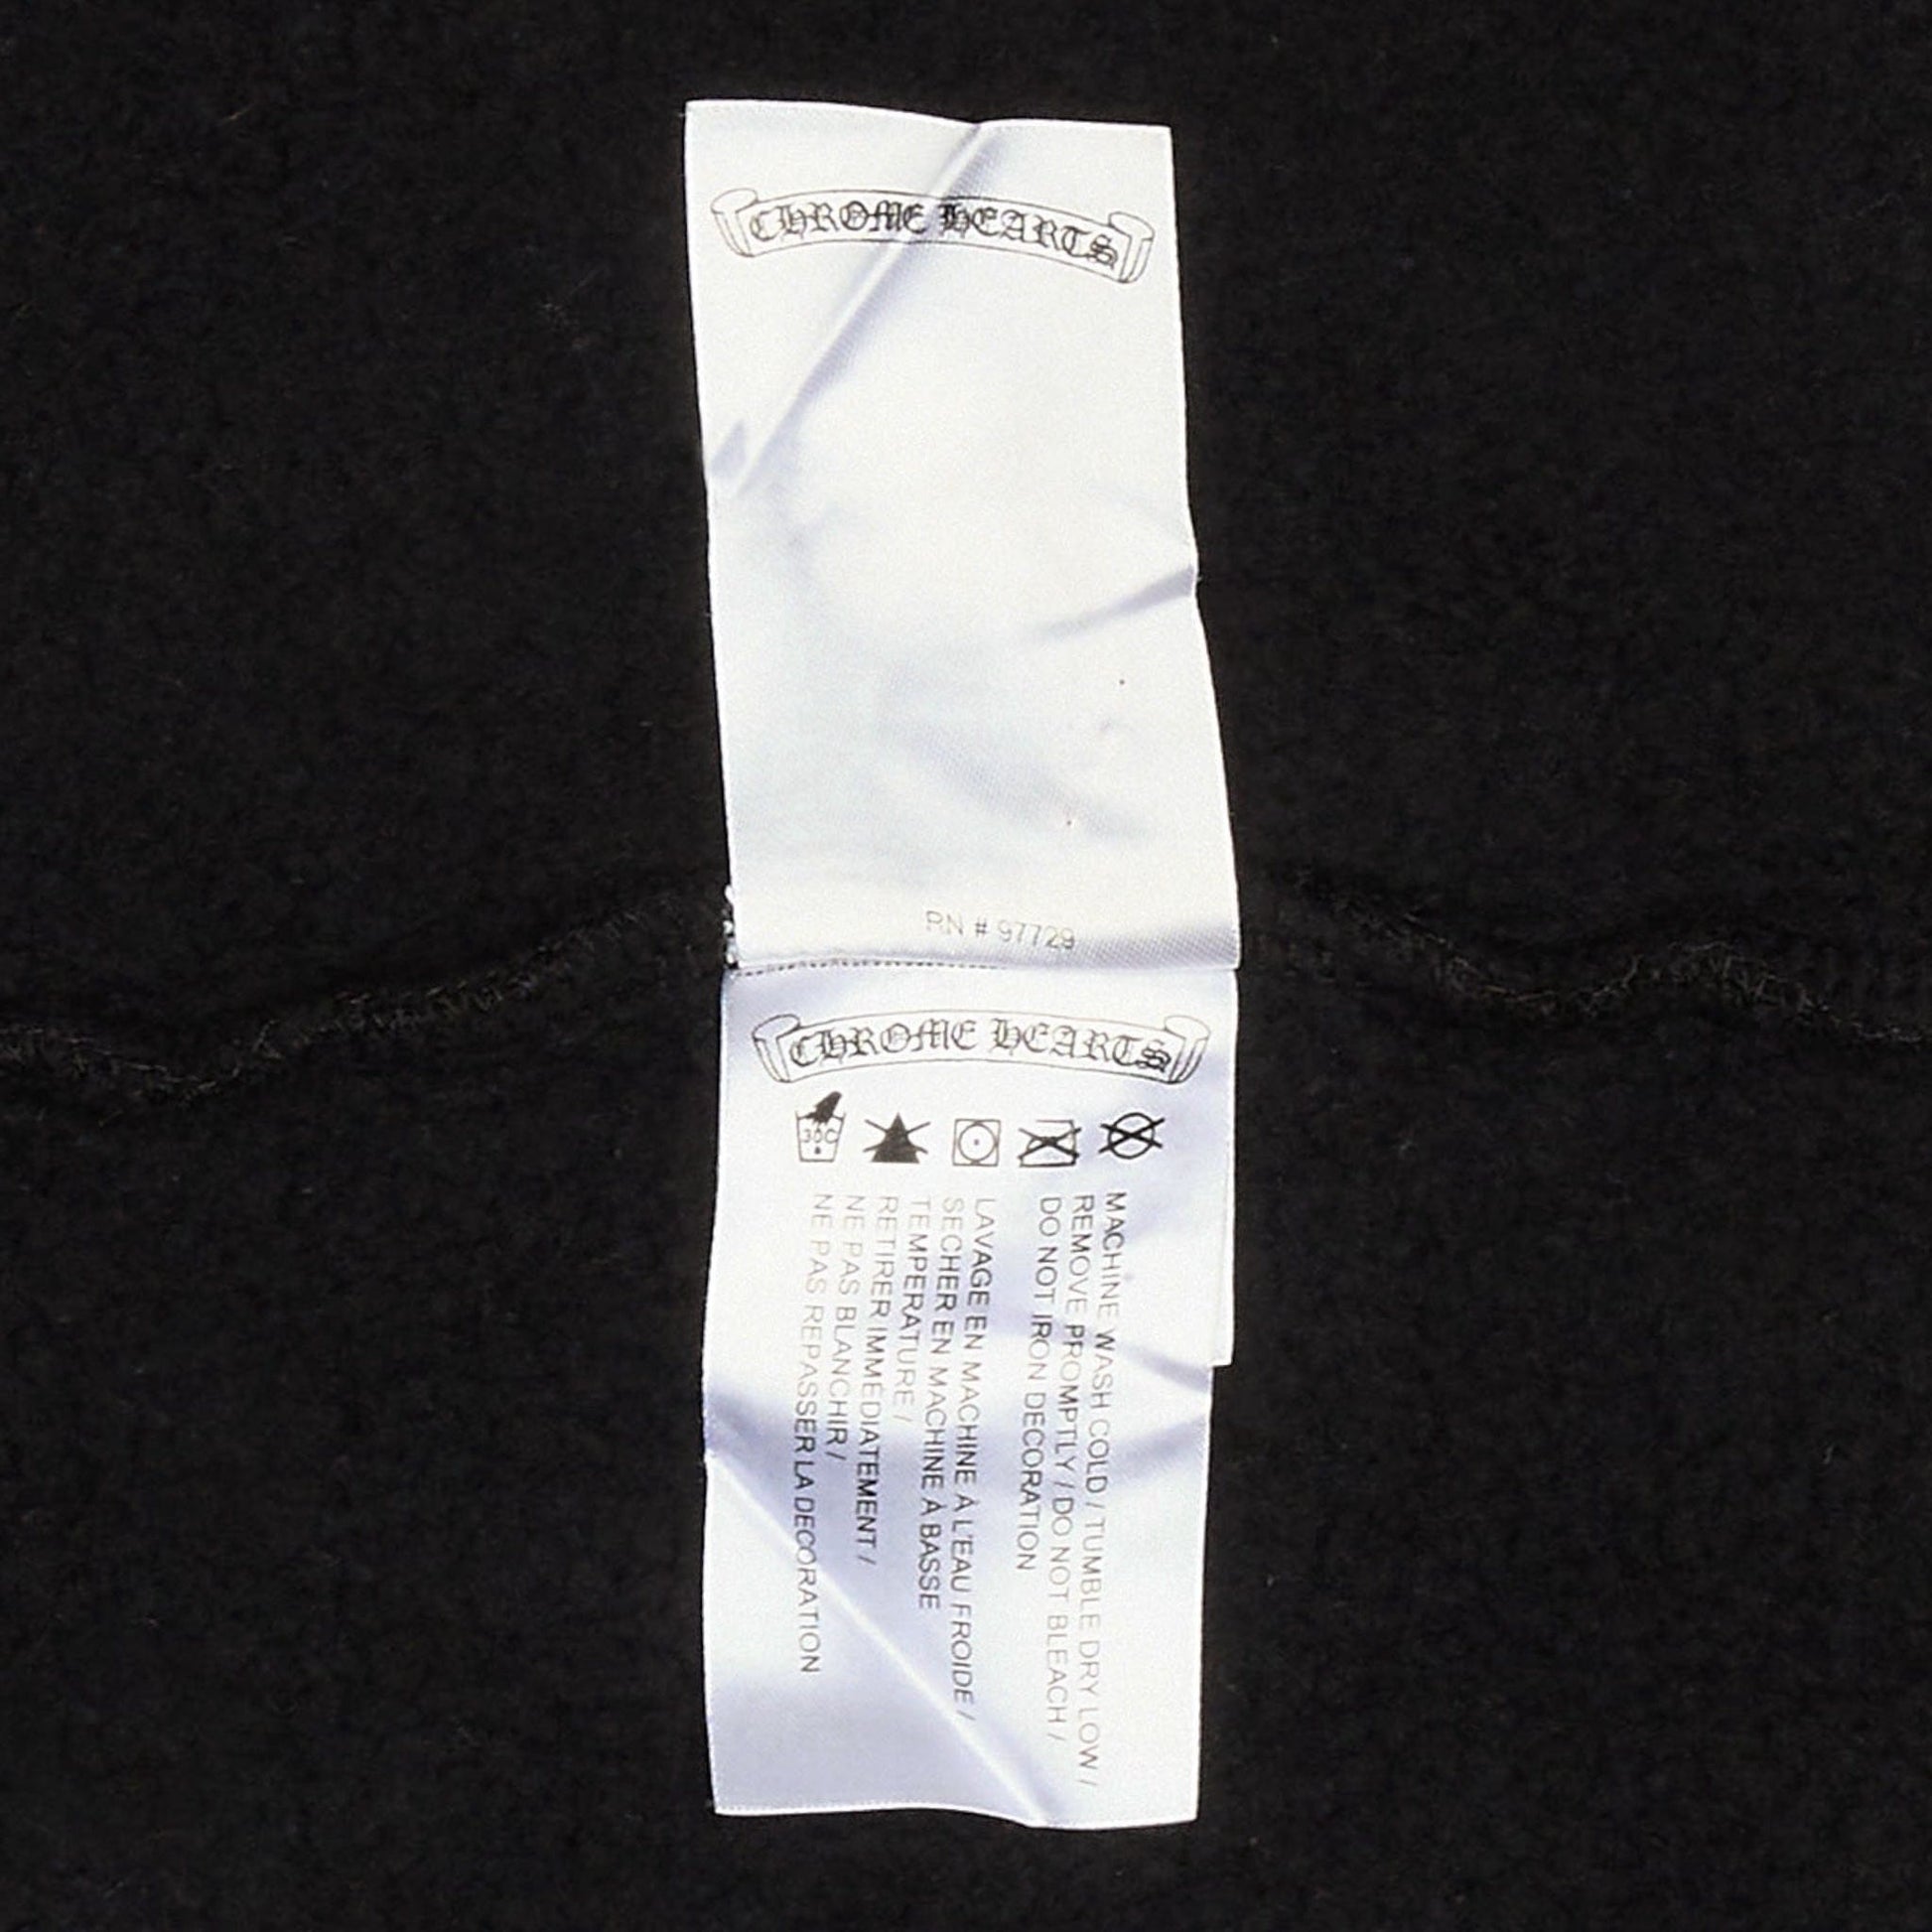 CHROME HEARTS
RN # 97729
CHROME HEARTS
30C
MACHINE WASH COLD / TUMBLE DRY LOW /
REMOVE PROMPTLY / DO NOT BLEACH /
DO NOT IRON DECORATION
LAVAGE EN MACHINE À L'EAU FROIDE /
SECHER EN MACHINE À BASSE
TEMPERATURE /
RETIRER IMMÉDIATEMENT /
NE PAS BLANCHIR /
NE PAS REPASSER LA DECORATION